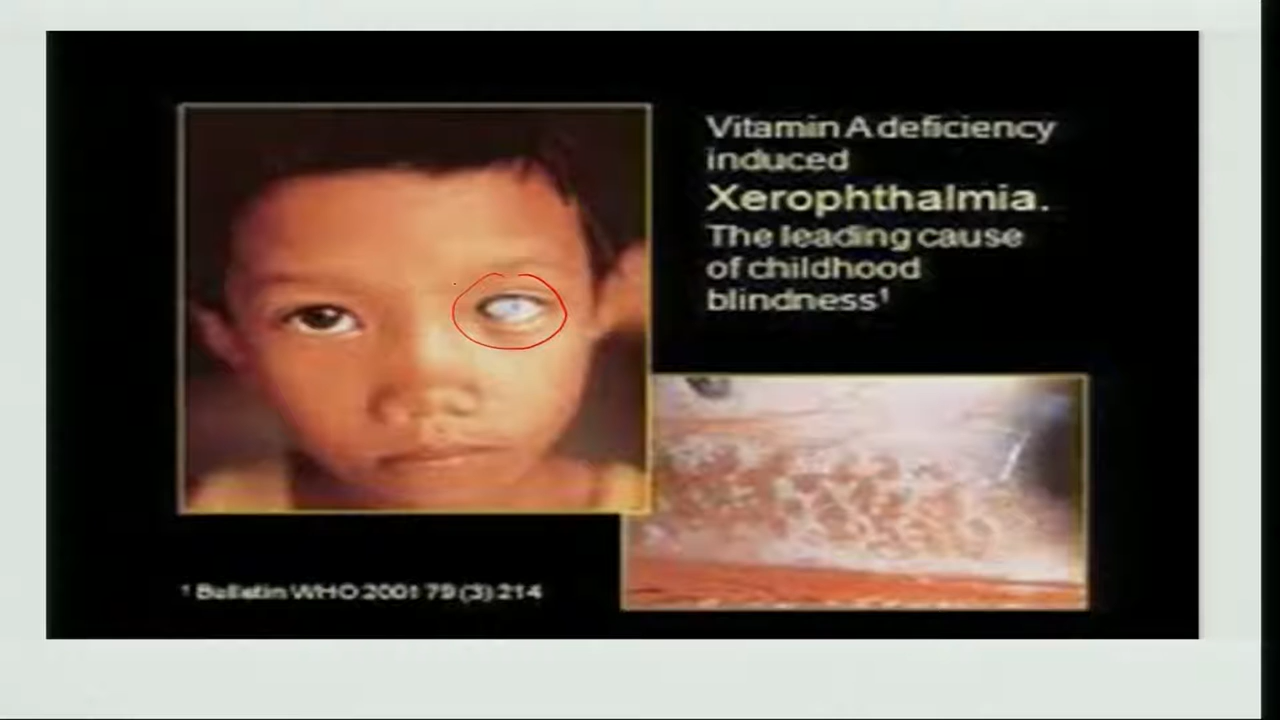 Vitamin A deficiency
induced
Xerophthalmia.
The leading cause
of childhood
blindness¹
¹ Bulletin WHO 2001 79 (3) 214